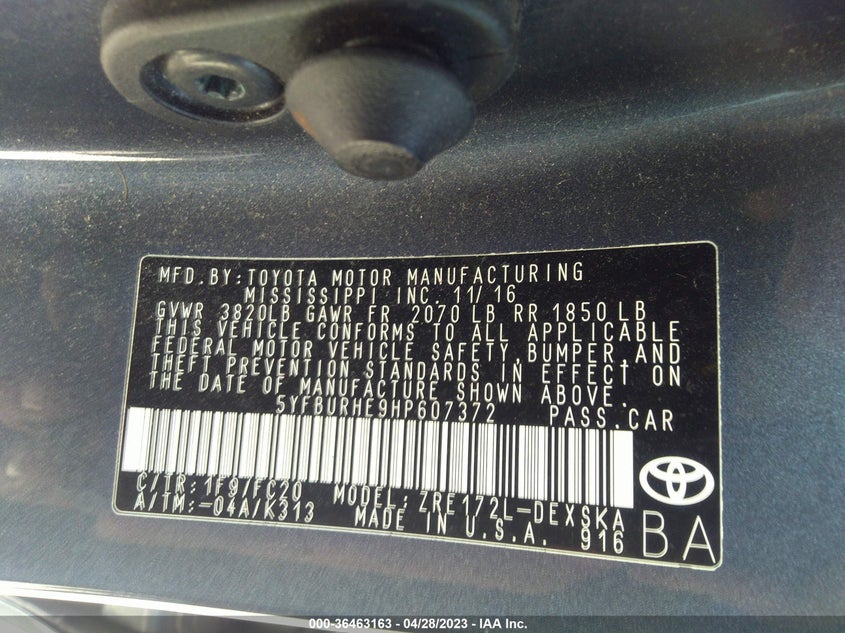 MFD.BY:TOYOTA MOTOR MANUFACTURING
MISSISSIPPI INC. 11/16
GVWR 3820LB GAWR FR 2070 LB RR 1850 LB
THIS VEHICLE CONFORMS TO ALL APPLICABLE
FEDERAL MOTOR VEHICLE SAFETY,BUMPER,AND
THEFT PREVENTION STANDARDS IN EFFECT ON
THE DATE OF MANUFACTURE SHOWN ABOVE.
5YFBURHE9HP607372 PASS.CAR
C/TR:1F9/FC20 MODEL:ZRE172L-DEXSKA
A/TM:-04A/K313 MADE IN U.S.A. 916
BA
000-36463163 - 04/28/2023 - IAA Inc.